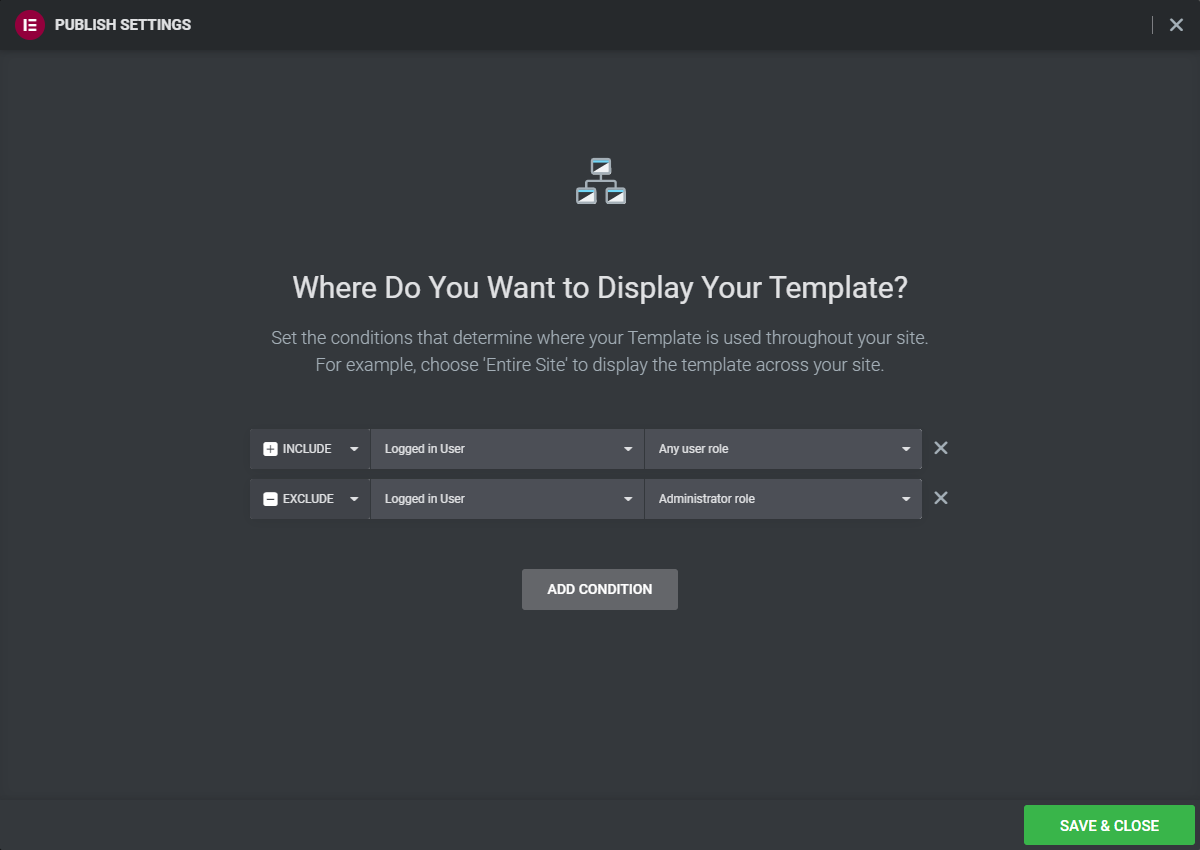 PUBLISH SETTINGS
Where Do You Want to Display Your Template?
Set the conditions that determine where your Template is used throughout your site.
For example, choose 'Entire Site' to display the template across your site.
INCLUDE Logged in User Any user role
EXCLUDE Logged in User Administrator role
ADD CONDITION
SAVE & CLOSE